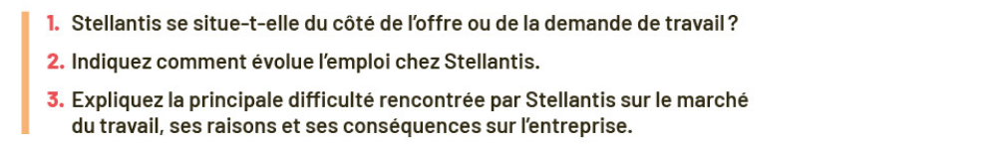 1. Stellantis se situe-t-elle du côté de l'offre ou de la demande de travail ?
2. Indiquez comment évolue l'emploi chez Stellantis.
3. Expliquez la principale difficulté rencontrée par Stellantis sur le marché
du travail, ses raisons et ses conséquences sur l'entreprise.